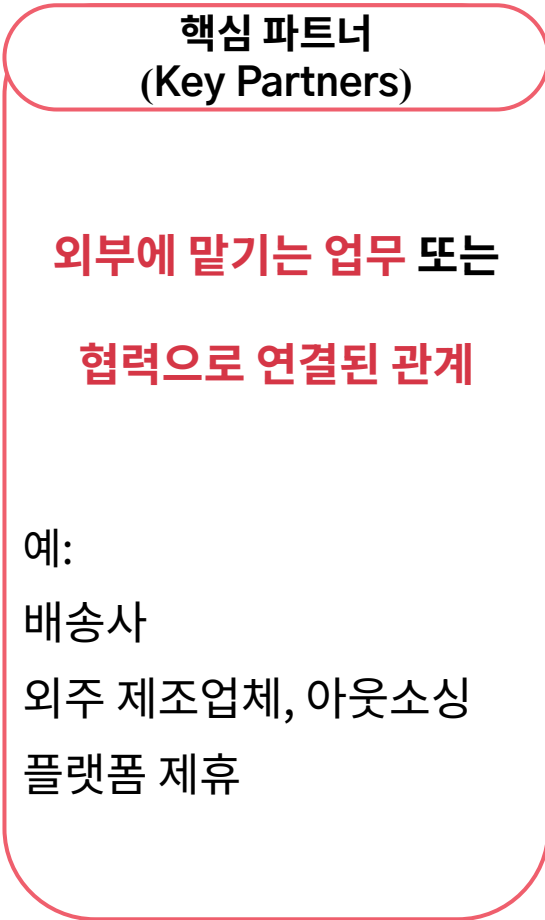 핵심 파트너
(Key Partners)
외부에 맡기는 업무 또는
협력으로 연결된 관계
예:
배송사
외주 제조업체, 아웃소싱
플랫폼 제휴